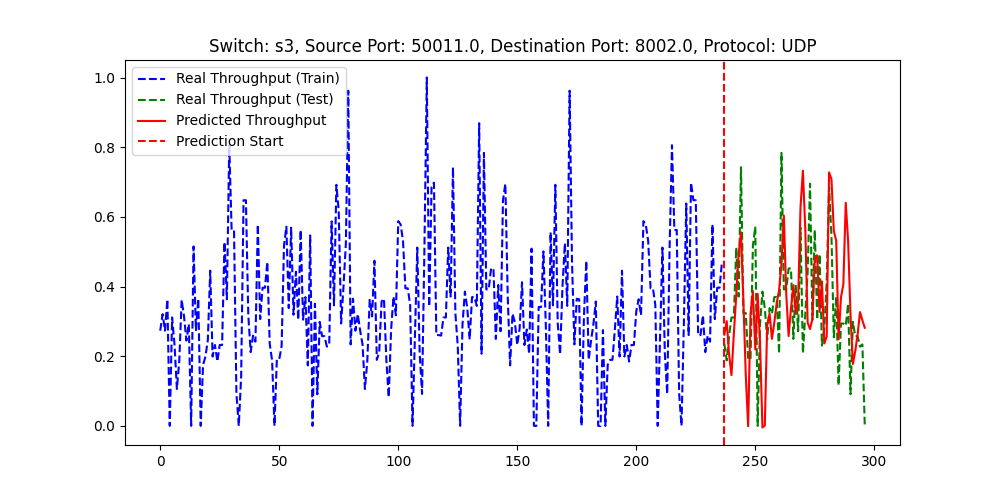 Switch: s3, Source Port: 50011.0, Destination Port: 8002.0, Protocol: UDP
1.0
0.8
0.6
0.4
0.2
0.0
Real Throughput (Train)
Real Throughput (Test)
Predicted Throughput
Prediction Start
0 50 100 150 200 250 300